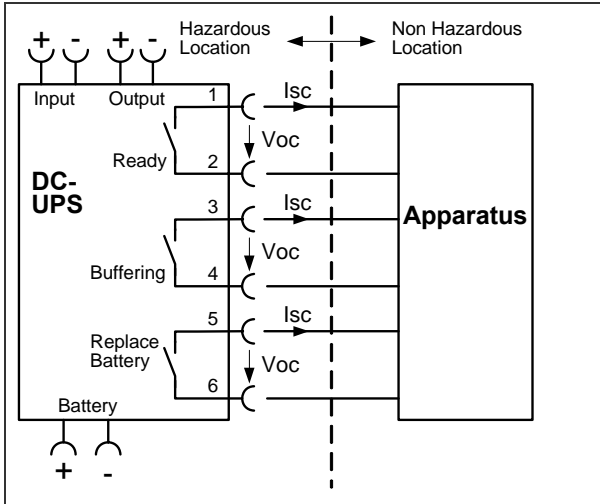 Hazardous
Location
Non Hazardous
Location
+ - + -
Input Output
1 Isc
Voc
Ready 2
DC-
UPS
3 Isc
Apparatus
Voc
Buffering 4
5 Isc
Replace
Battery
Voc
6
Battery
+ -